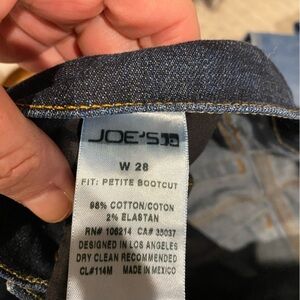 JOE'S
W 28
FIT: PETITE BOOTCUT
98% COTTON/COTON
2% ELASTAN
RN# 106214 CA# 35037
DESIGNED IN LOS ANGELES
DRY CLEAN RECOMMENDED
CL#114M MADE IN MEXICO